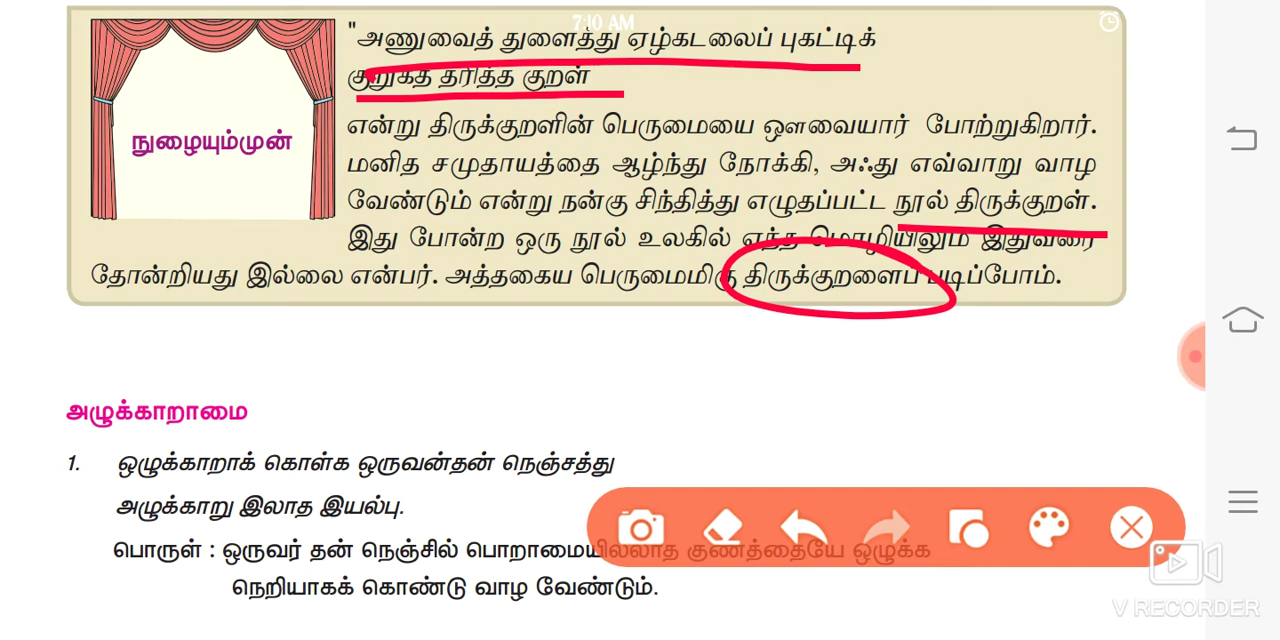 7:10 AM
"அணுவைத் துளைத்து ஏழ்கடலைப் புகட்டிக்
குறுகத் தரித்த குறள்
நுழையும்முன்
என்று திருக்குறளின் பெருமையை ஔவையார் போற்றுகிறார்.
மனித சமுதாயத்தை ஆழ்ந்து நோக்கி, அஃது எவ்வாறு வாழ
வேண்டும் என்று நன்கு சிந்தித்து எழுதப்பட்ட நூல் திருக்குறள்.
இது போன்ற ஒரு நூல் உலகில் எந்த மொழியிலும் இதுவரை
தோன்றியது இல்லை என்பர். அத்தகைய பெருமைமிகு திருக்குறளைப் படிப்போம்.
அழுக்காறாமை
1. ஒழுக்காறாக் கொள்க ஒருவன்தன் நெஞ்சத்து
அழுக்காறு இலாத இயல்பு.
பொருள் : ஒருவர் தன் நெஞ்சில் பொறாமையில்லாத குணத்தையே ஒழுக்க
நெறியாகக் கொண்டு வாழ வேண்டும்.
V RECORDER